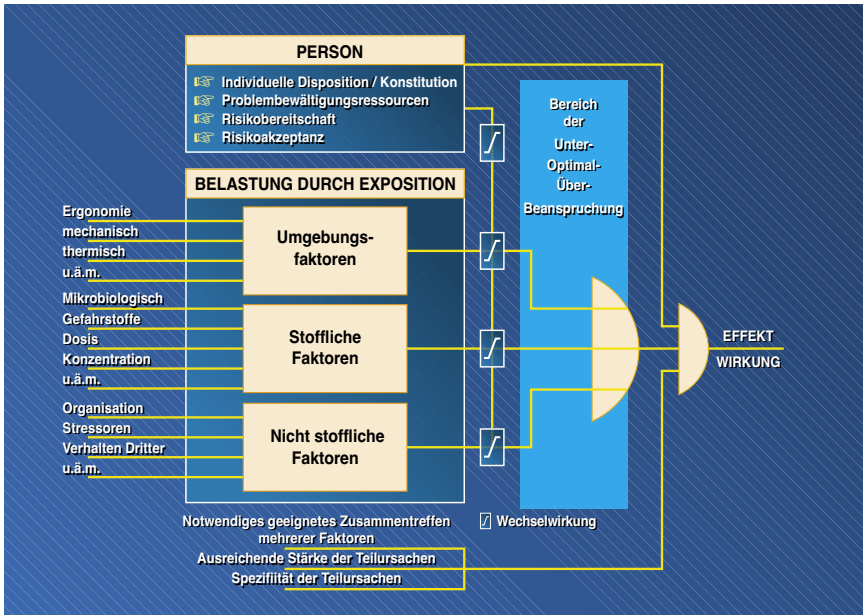 PERSON
Individuelle Disposition / Konstitution
Problembewältigungsressourcen
Risikobereitschaft
Risikoakzeptanz
Bereich
der
Unter-
Optimal-
Über-
Beanspruchung
BELASTUNG DURCH EXPOSITION
Ergonomie
mechanisch
thermisch
u.ä.m.
Umgebungs-
faktoren
Mikrobiologisch
Gefahrstoffe
Dosis
Konzentration
u.ä.m.
Stoffliche
Faktoren
Organisation
Stressoren
Verhalten Dritter
u.ä.m.
Nicht stoffliche
Faktoren
EFFEKT
WIRKUNG
Notwendiges geeignetes Zusammentreffen
mehrerer Faktoren
Ausreichende Stärke der Teilursachen
Spezifiität der Teilursachen
Wechselwirkung